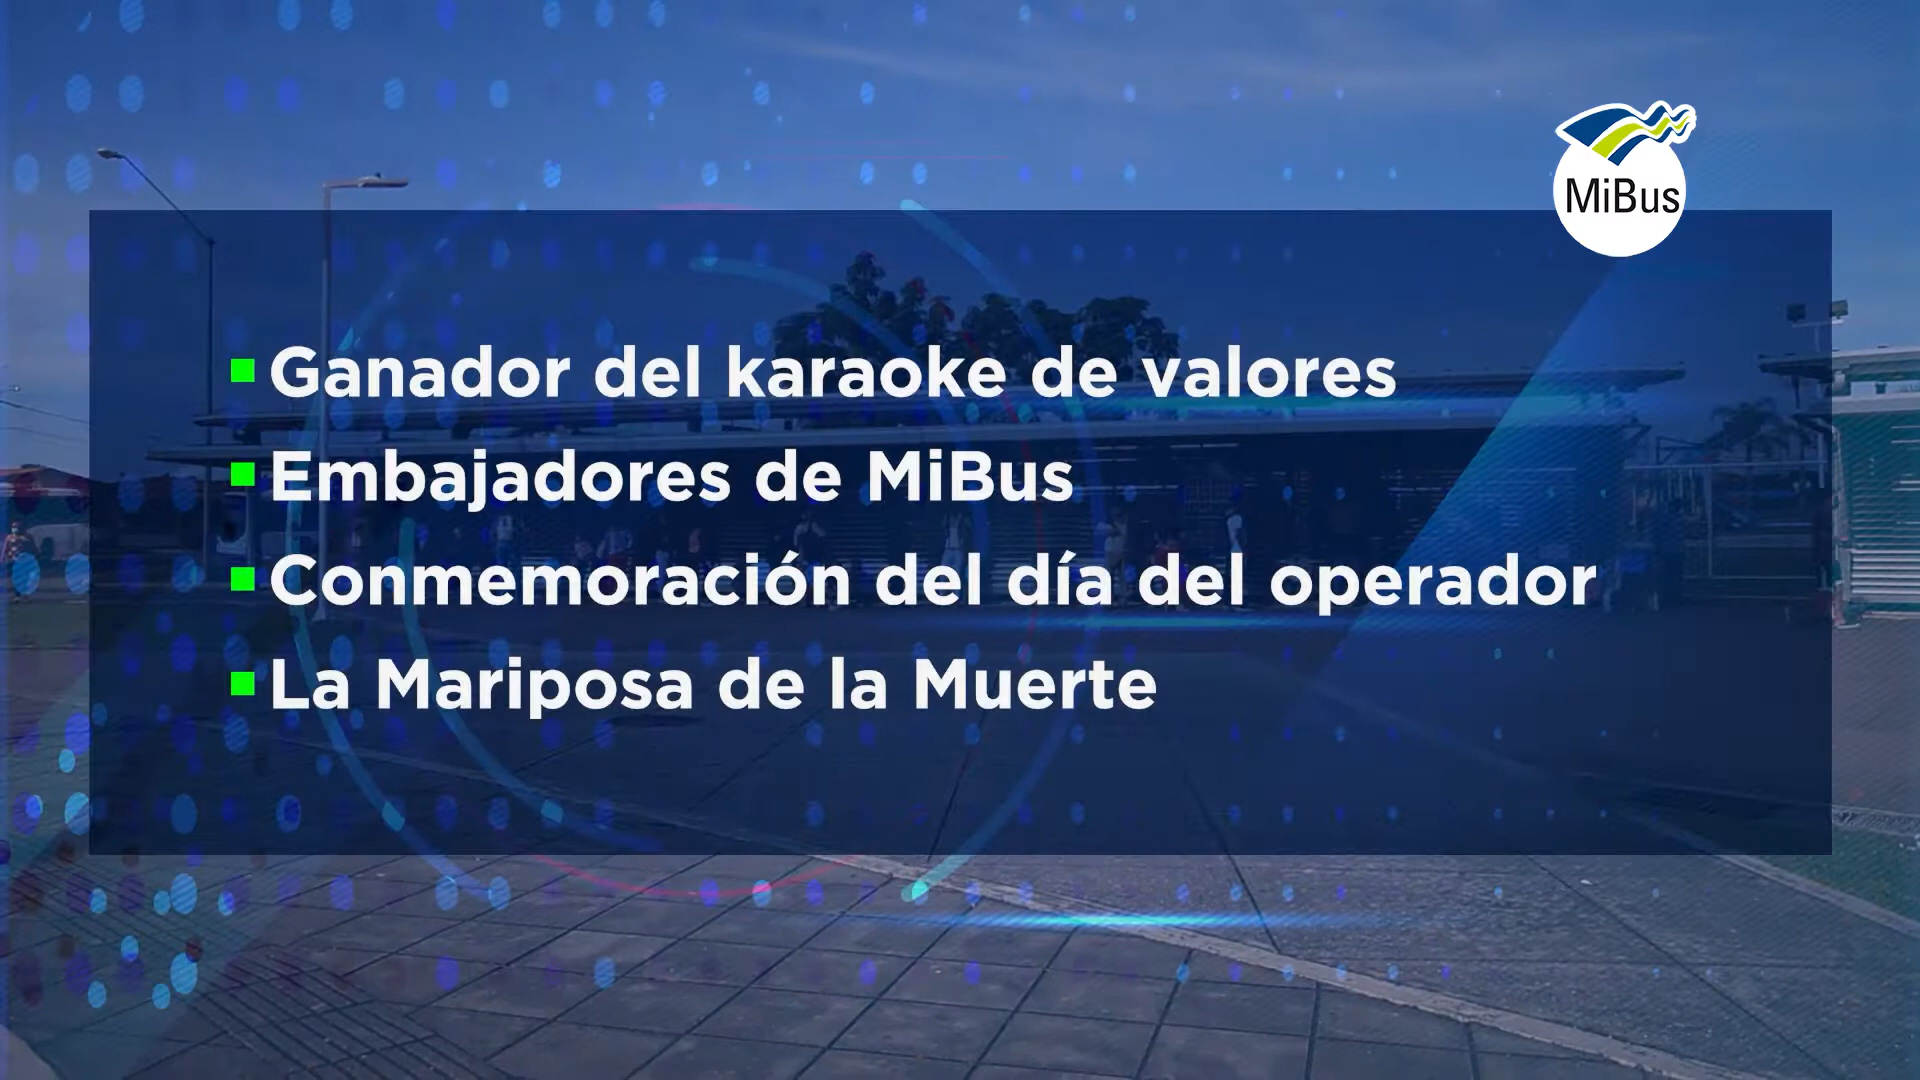 MiBus
Ganador del karaoke de valores
Embajadores de MiBus
Conmemoración del día del operador
La Mariposa de la Muerte